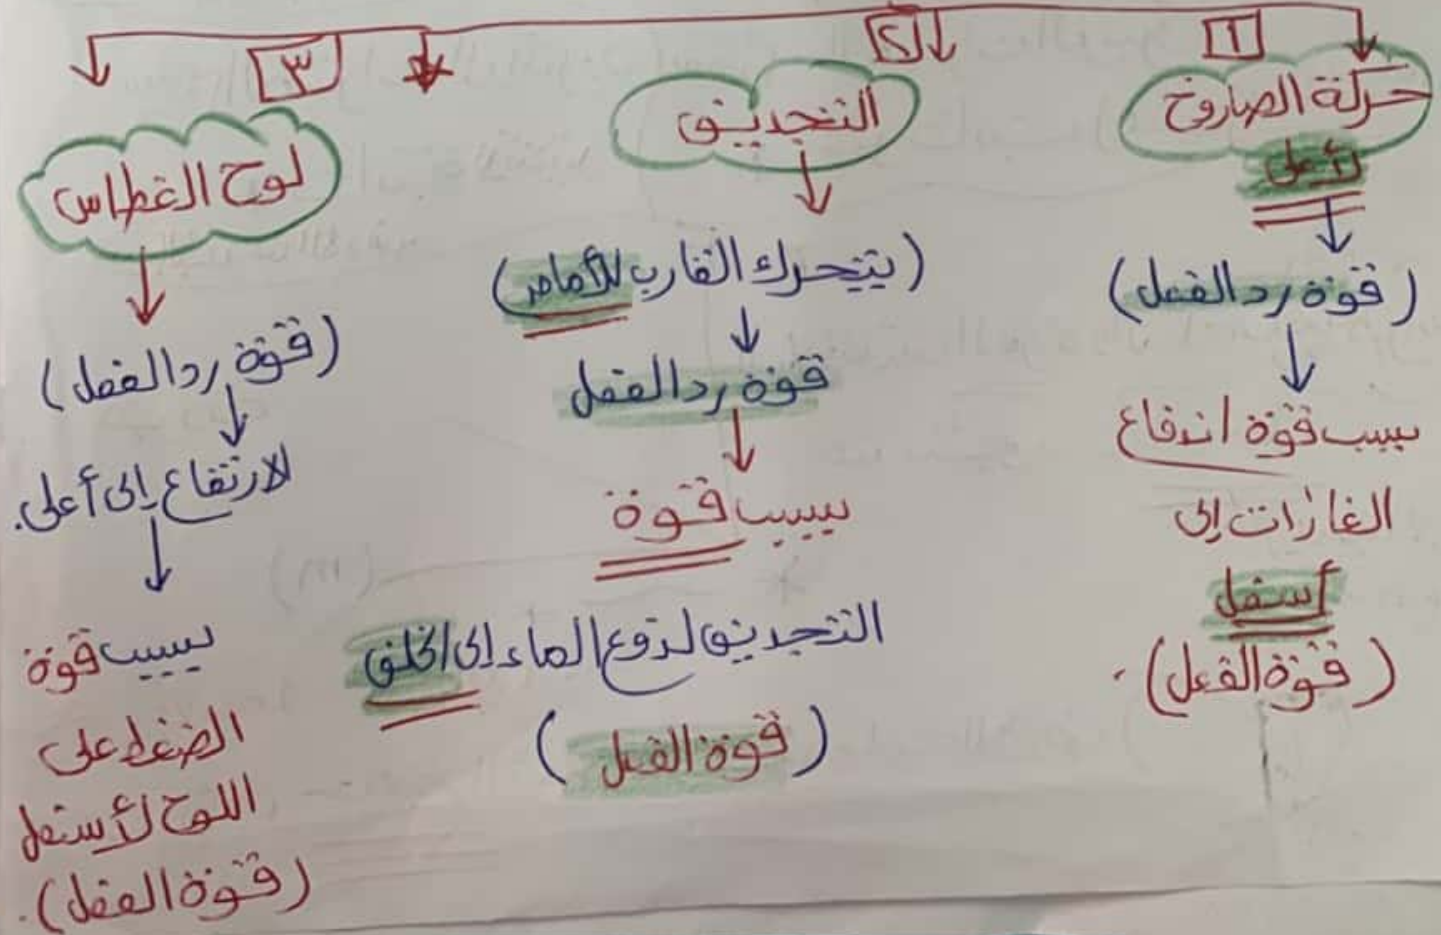 ١
حركة الصاروخ
لأعلى
(قوة رد الفعل)
بسبب قوة اندفاع
الغازات إلى
أسفل
(قوة الفعل).
٢
التجديف
(يتحرك القارب للأمام)
قوة رد الفعل
بسبب قوة
التجديف لدفع الماء إلى الخلف
(قوة الفعل)
٣
لوح الغطاس
(قوة رد الفعل)
لارتفاع إلى أعلى.
بسبب قوة
الضغط على
اللوح لأسفل
(قوة الفعل).